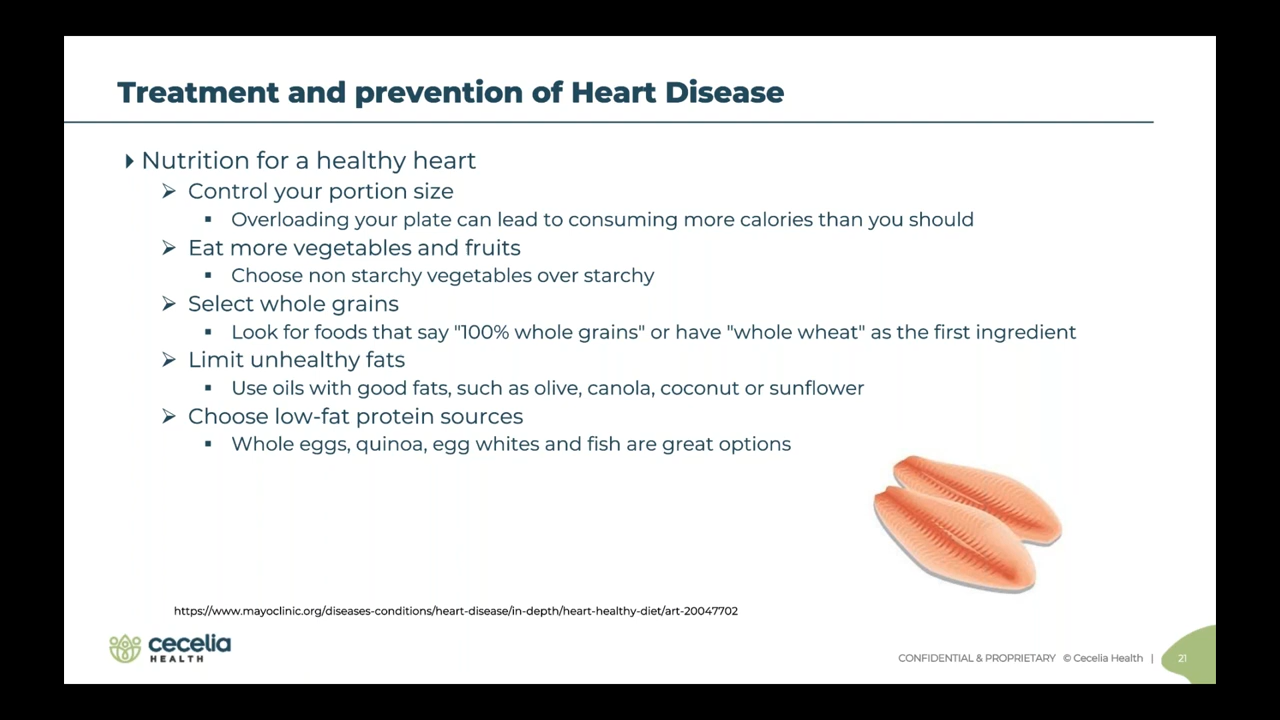 Treatment and prevention of Heart Disease
Nutrition for a healthy heart
Control your portion size
Overloading your plate can lead to consuming more calories than you should
Eat more vegetables and fruits
Choose non starchy vegetables over starchy
Select whole grains
Look for foods that say "100% whole grains" or have "whole wheat" as the first ingredient
Limit unhealthy fats
Use oils with good fats, such as olive, canola, coconut or sunflower
Choose low-fat protein sources
Whole eggs, quinoa, egg whites and fish are great options
https://www.mayoclinic.org/diseases-conditions/heart-disease/in-depth/heart-healthy-diet/art-20047702
cecelia
HEALTH
CONFIDENTIAL & PROPRIETARY © Cecelia Health | 21